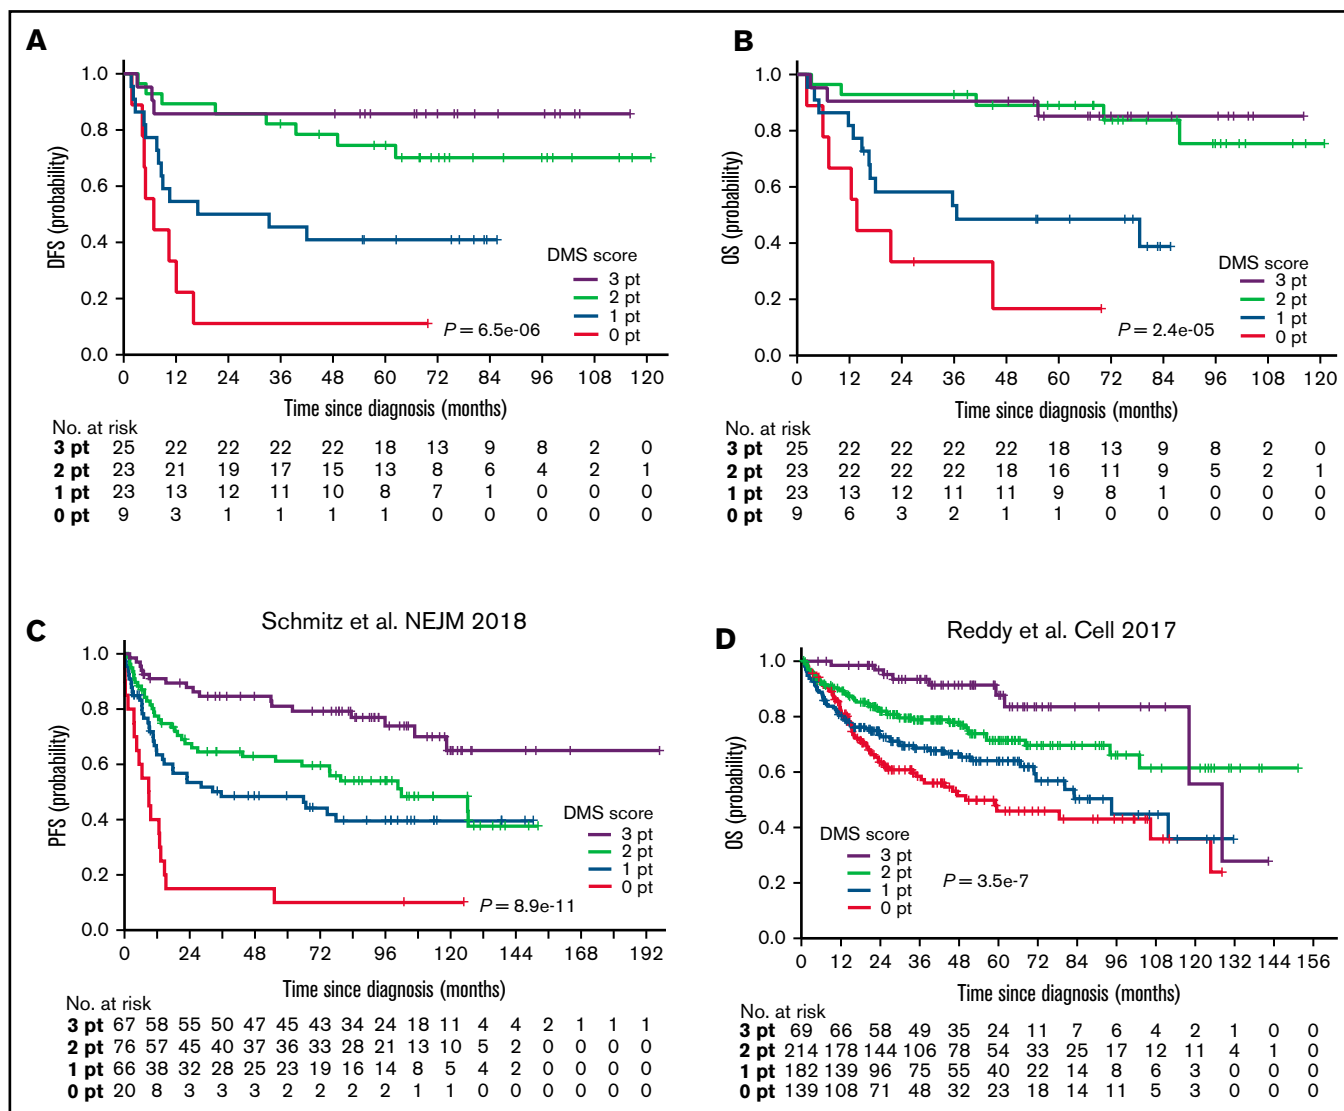 A
1.0
0.8
0.6
0.4
0.2
0.0
DFS (probability)
DMS score
3 pt
2 pt
1 pt
0 pt
P = 6.5e-06
0 12 24 36 48 60 72 84 96 108 120
Time since diagnosis (months)
No. at risk
3 pt 25 22 22 22 22 18 13 9 8 2 0
2 pt 23 21 19 17 15 13 8 6 4 2 1
1 pt 23 13 12 11 10 8 7 1 0 0 0
0 pt 9 3 1 1 1 1 0 0 0 0 0
B
1.0
0.8
0.6
0.4
0.2
0.0
OS (probability)
DMS score
3 pt
2 pt
1 pt
0 pt
P = 2.4e-05
0 12 24 36 48 60 72 84 96 108 120
Time since diagnosis (months)
No. at risk
3 pt 25 22 22 22 22 18 13 9 8 2 0
2 pt 23 22 22 22 18 16 11 9 5 2 1
1 pt 23 13 12 11 11 9 8 1 0 0 0
0 pt 9 6 3 2 1 1 0 0 0 0 0
C
Schmitz et al. NEJM 2018
1.0
0.8
0.6
0.4
0.2
0.0
PFS (probability)
DMS score
3 pt
2 pt
1 pt
0 pt
P = 8.9e-11
0 24 48 72 96 120 144 168 192
Time since diagnosis (months)
No. at risk
3 pt 67 58 55 50 47 45 43 34 24 18 11 4 4 2 1 1 1
2 pt 76 57 45 40 37 36 33 28 21 13 10 5 2 0 0 0 0
1 pt 66 38 32 28 25 23 19 16 14 8 5 4 2 0 0 0 0
0 pt 20 8 3 3 3 2 2 2 2 1 1 0 0 0 0 0 0
D
Reddy et al. Cell 2017
1.0
0.8
0.6
0.4
0.2
0.0
OS (probability)
DMS score
3 pt
2 pt
1 pt
0 pt
P = 3.5e-7
0 12 24 36 48 60 72 84 96 108 120 132 144 156
Time since diagnosis (months)
No. at risk
3 pt 69 66 58 49 35 24 11 7 6 4 2 1 0 0
2 pt 214 178 144 106 78 54 33 25 17 12 11 4 1 0
1 pt 182 139 96 75 55 40 22 14 8 6 3 0 0 0
0 pt 139 108 71 48 32 23 18 14 11 5 3 0 0 0